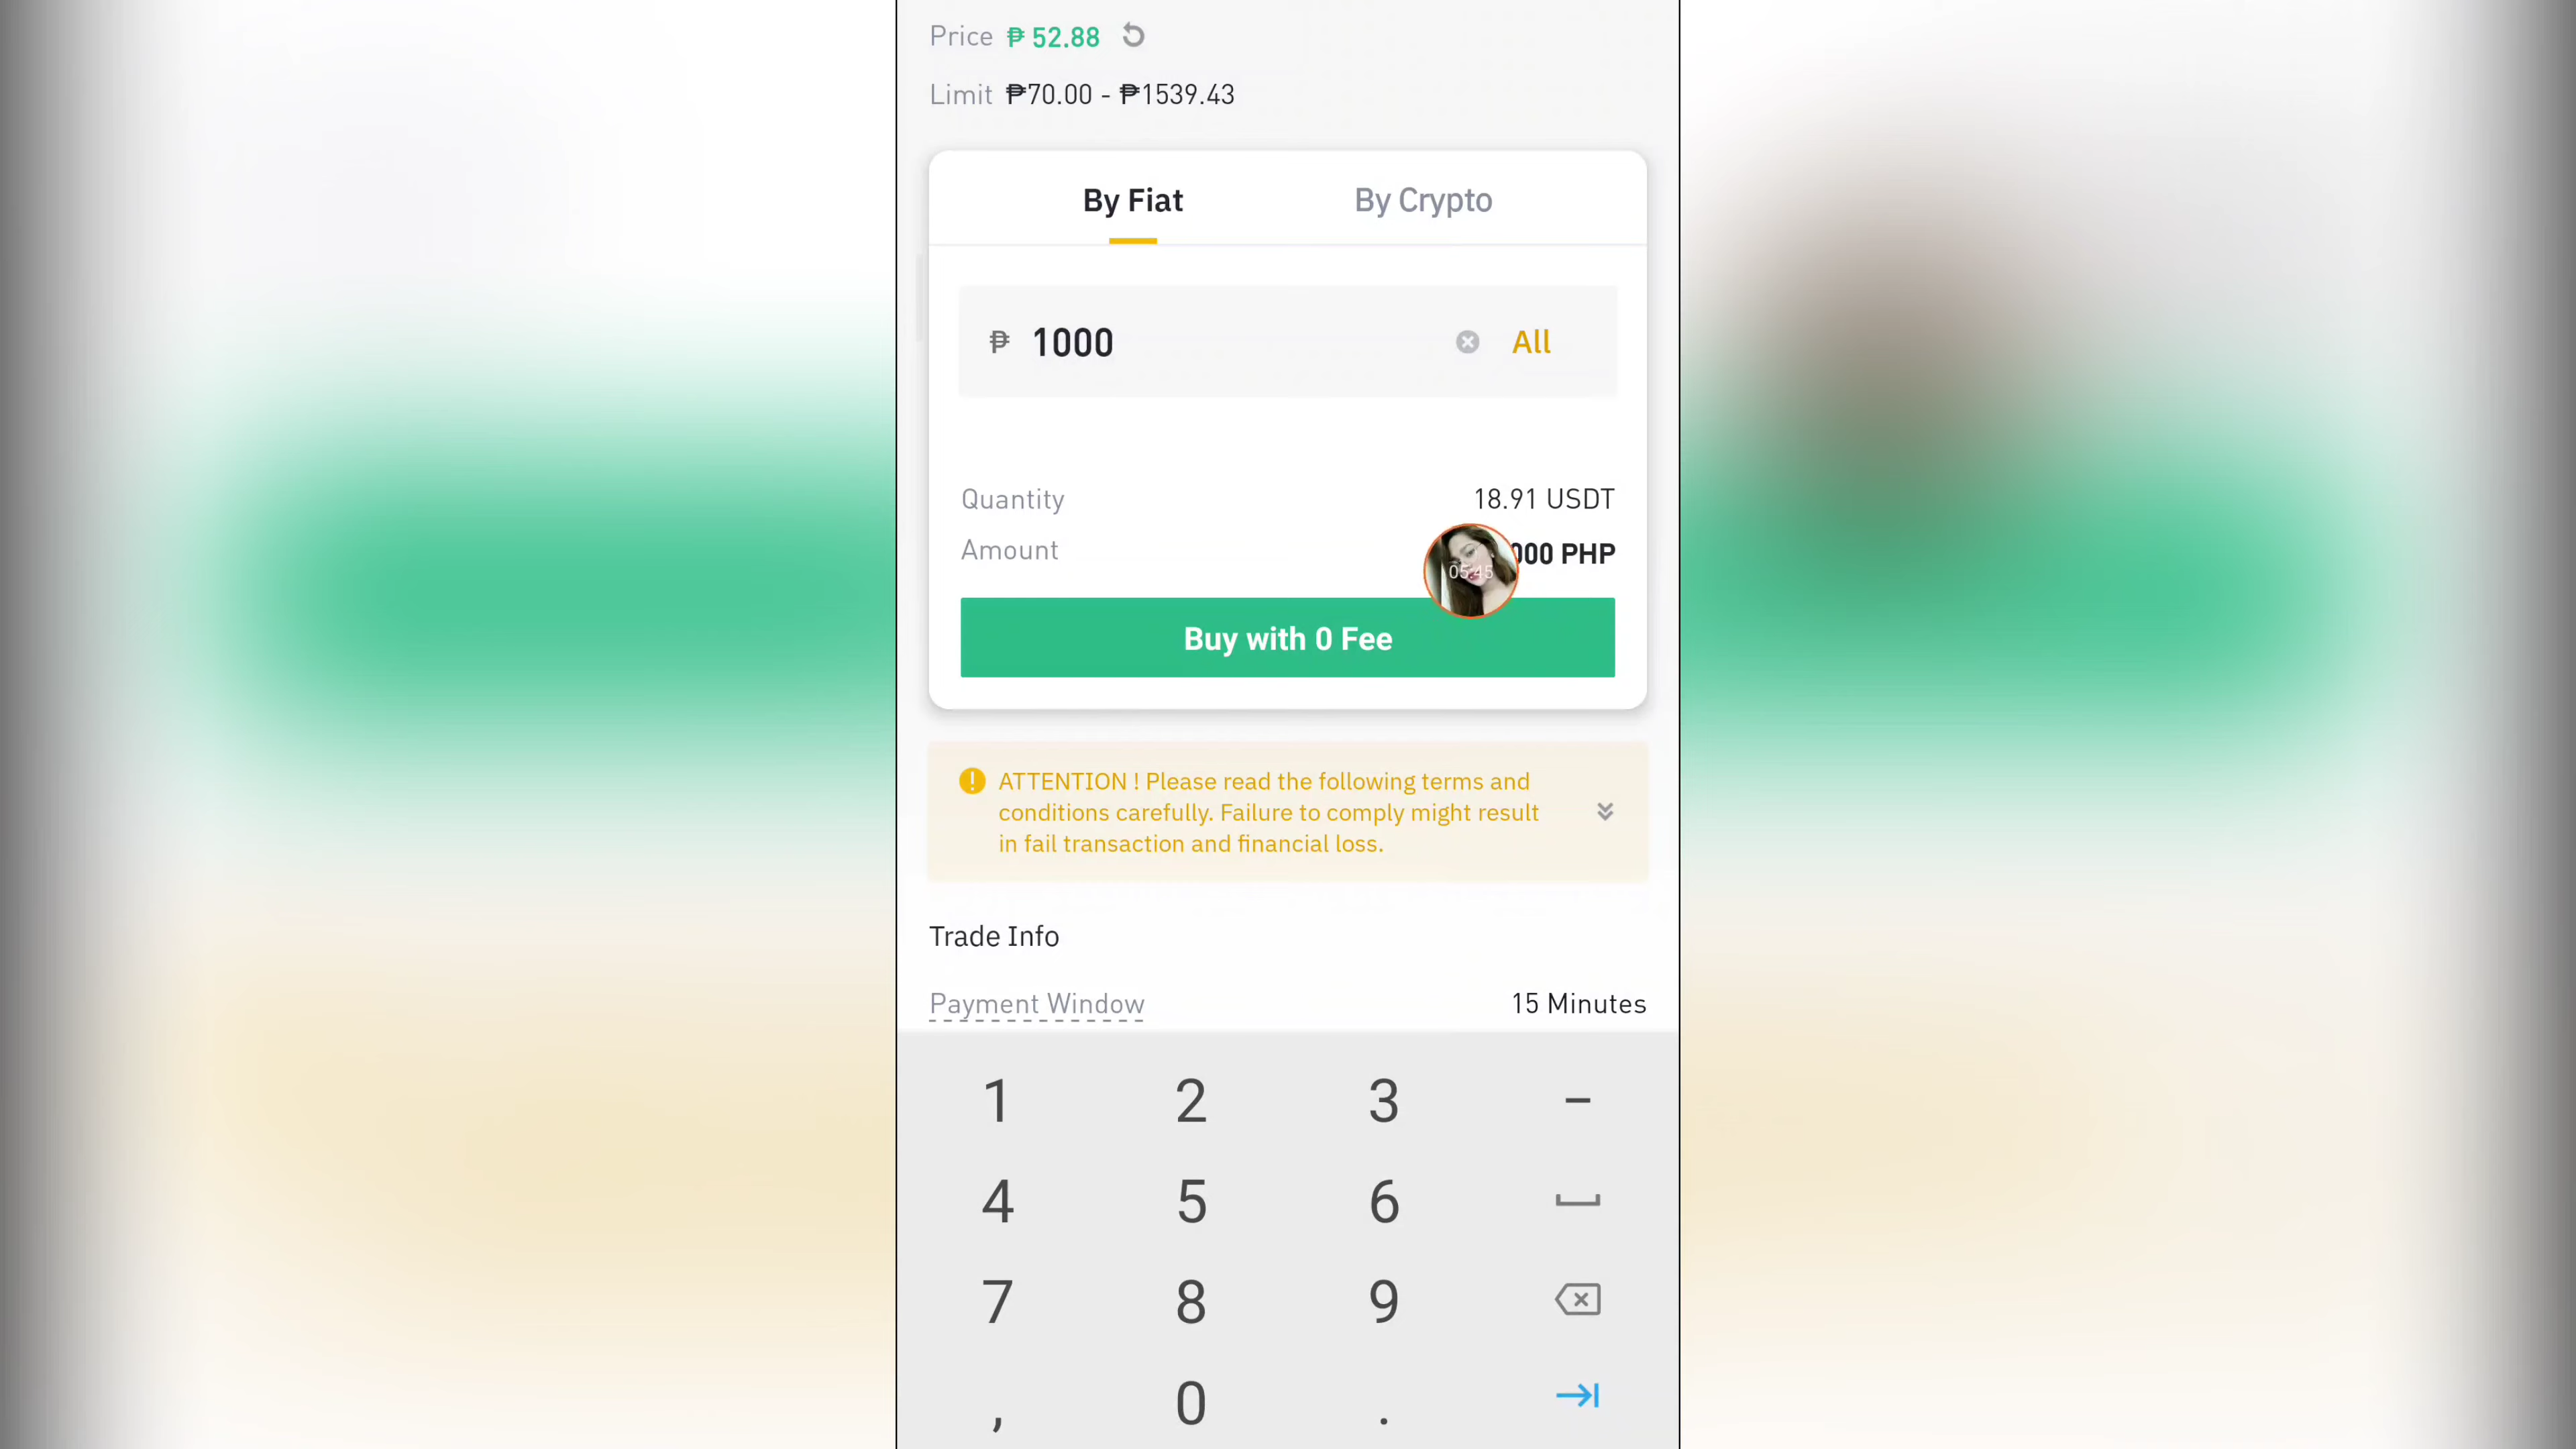 Price ₱ 52.88
Limit ₱70.00 - ₱1539.43
By Fiat By Crypto
₱ 1000 All
Quantity 18.91 USDT
Amount 000 PHP
05:45
Buy with 0 Fee
ATTENTION ! Please read the following terms and
conditions carefully. Failure to comply might result
in fail transaction and financial loss.
Trade Info
Payment Window 15 Minutes
1 2 3 -
4 5 6
7 8 9
, 0 .